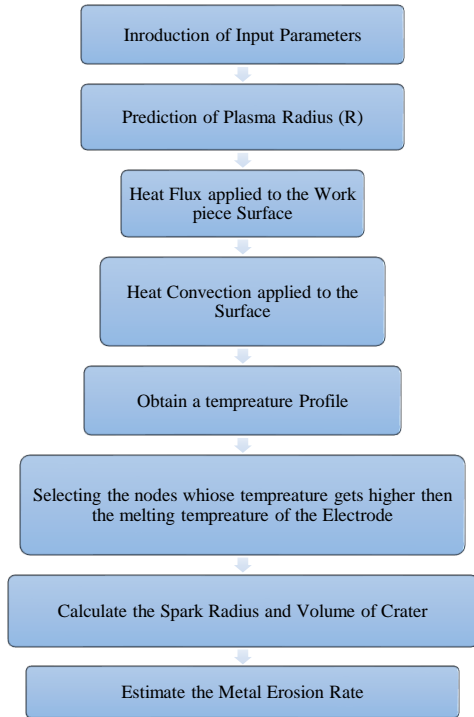 Inroduction of Input Parameters
Prediction of Plasma Radius (R)
Heat Flux applied to the Work
piece Surface
Heat Convection applied to the
Surface
Obtain a tempreature Profile
Selecting the nodes whiose tempreature gets higher then
the melting tempreature of the Electrode
Calculate the Spark Radius and Volume of Crater
Estimate the Metal Erosion Rate